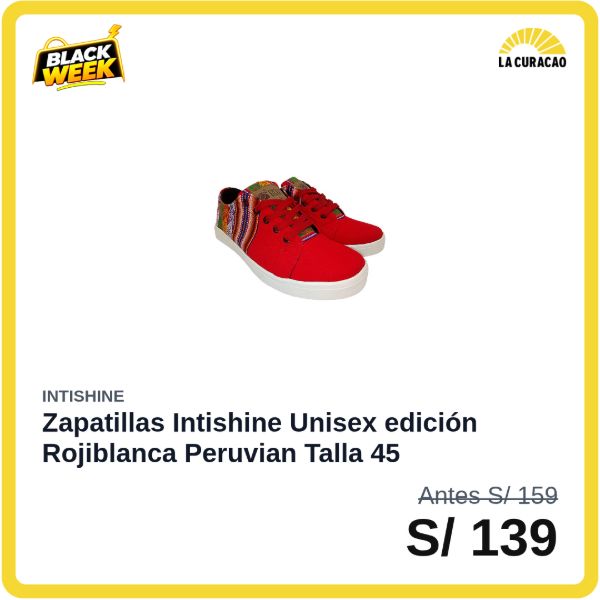 BLACK
WEEK
LA CURACAO
INTISHINE
Zapatillas Intishine Unisex edición
Rojiblanca Peruvian Talla 45
Antes S/ 159
S/ 139